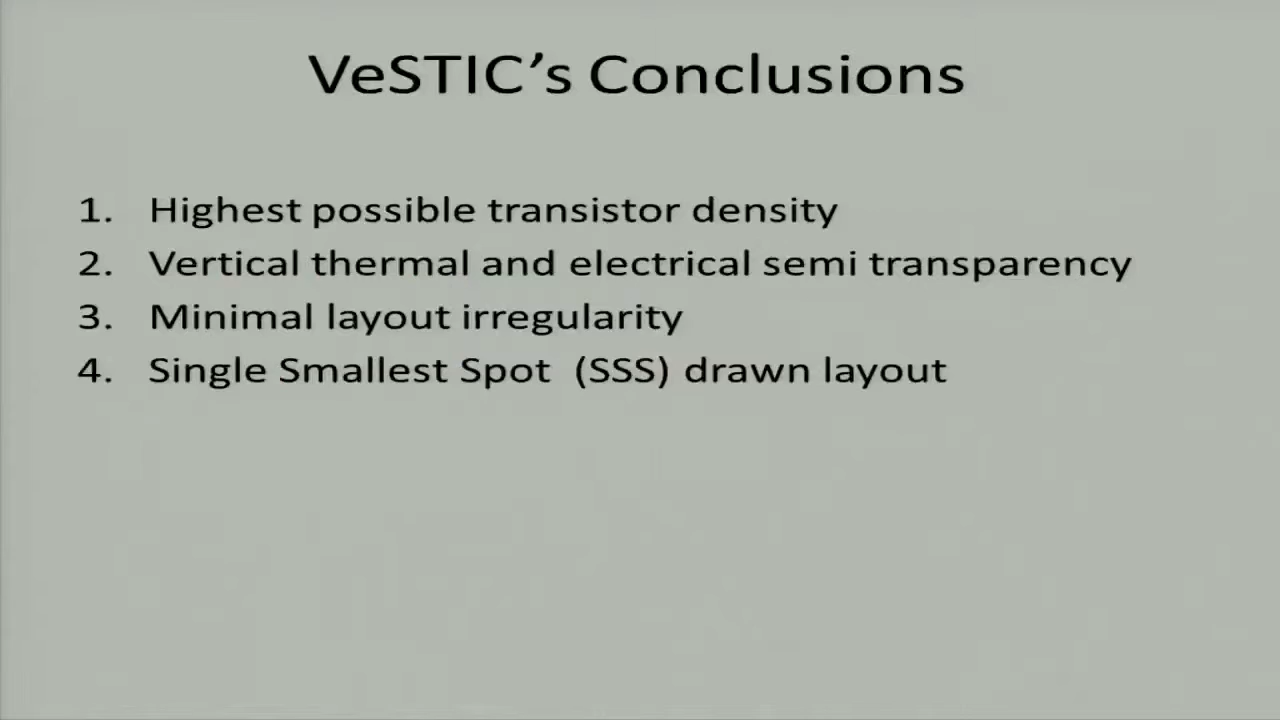 VeSTIC’s Conclusions
1. Highest possible transistor density
2. Vertical thermal and electrical semi transparency
3. Minimal layout irregularity
4. Single Smallest Spot (SSS) drawn layout